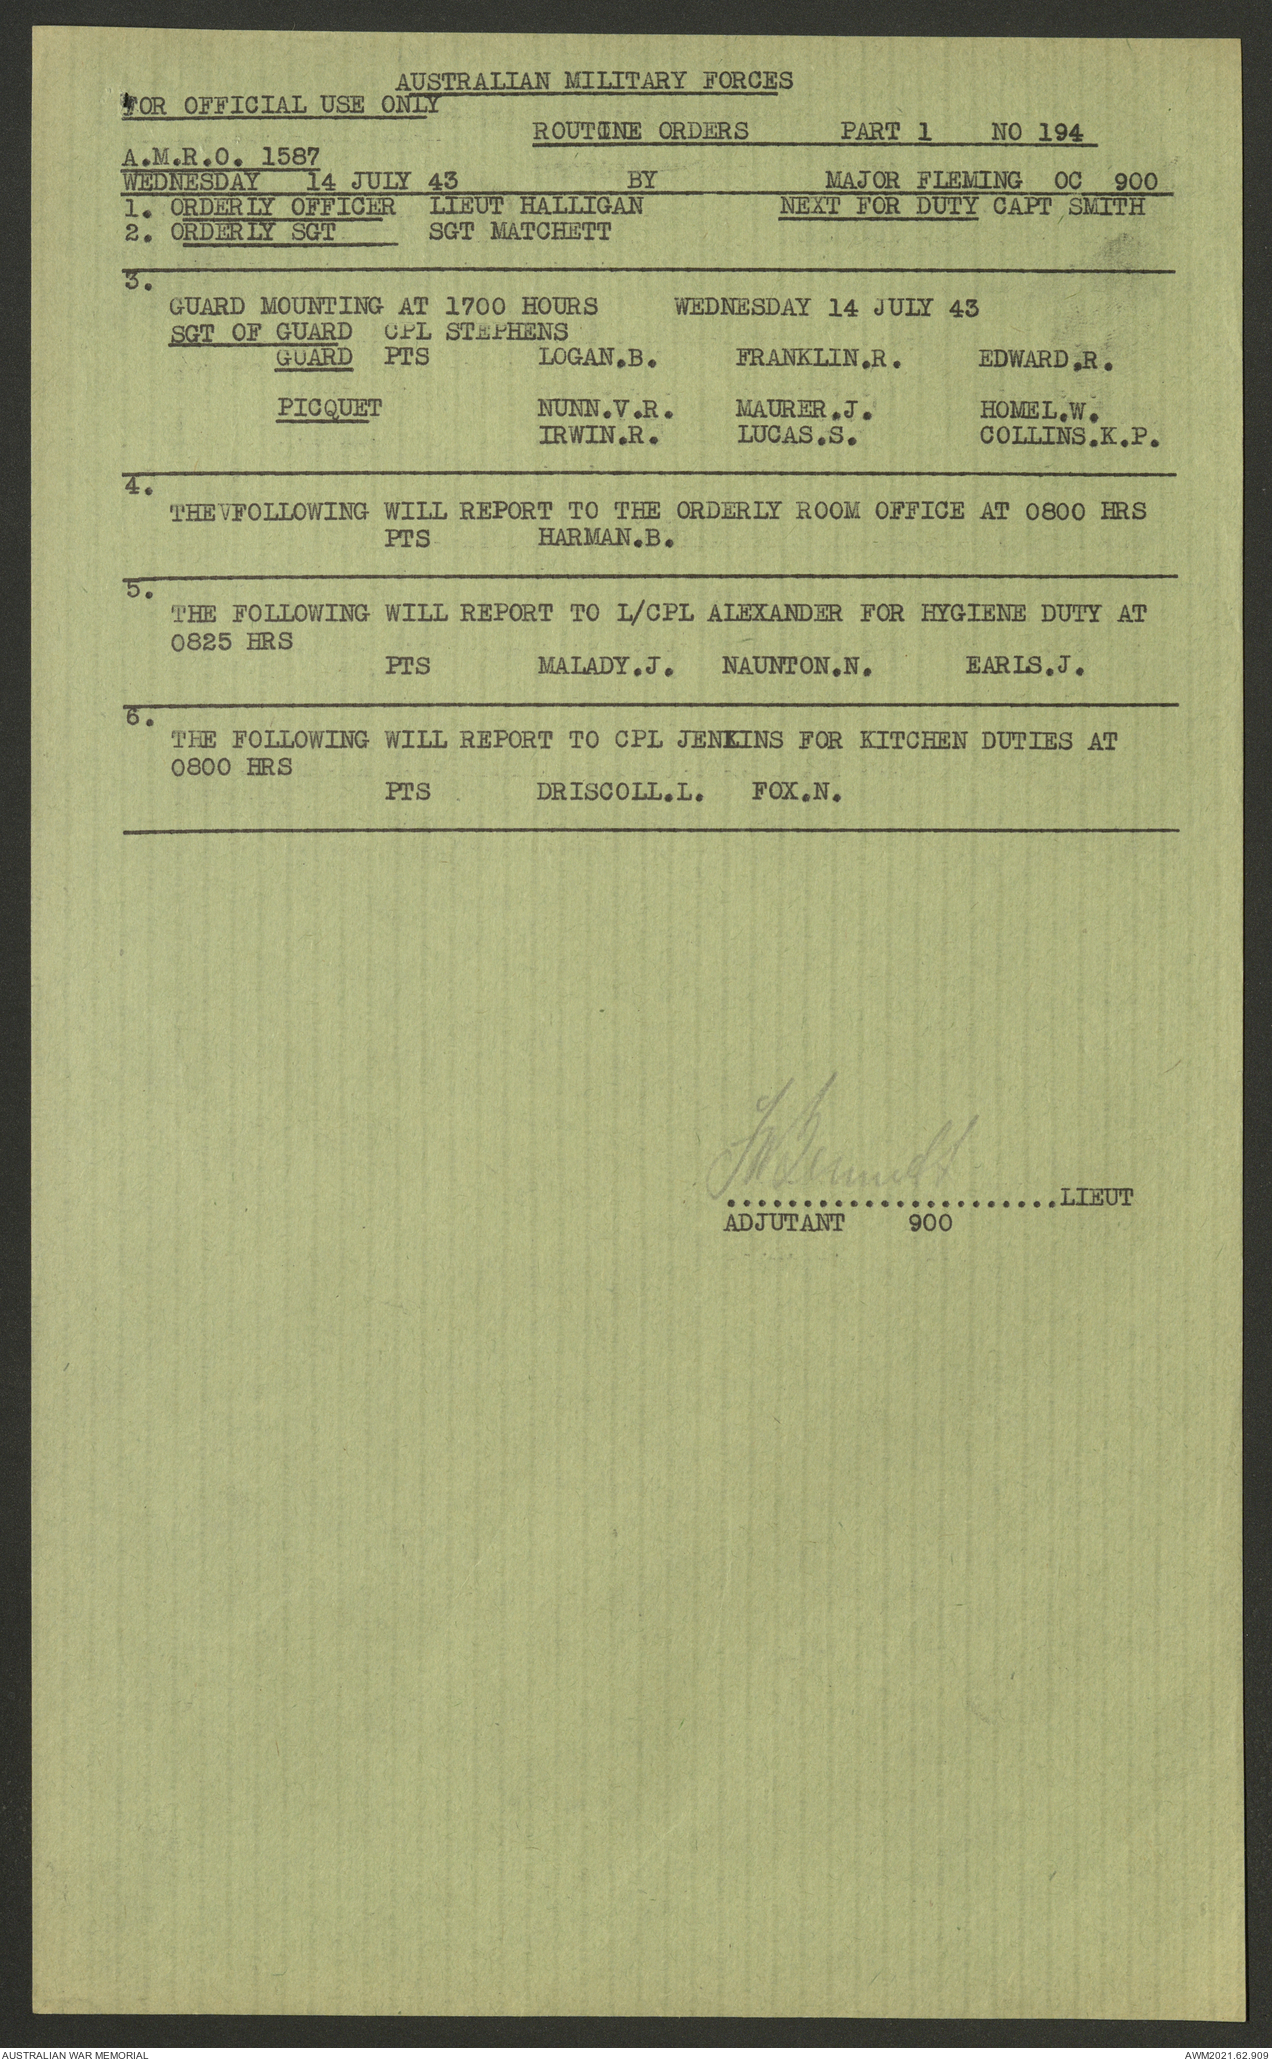 AUSTRALIAN MILITARY FORCES
FOR OFFICIAL USE ONLY
ROUTINE ORDERS PART 1 NO 194
A.M.R.O. 1587
WEDNESDAY 14 JULY 43 BY MAJOR FLEMING OC 900
1. ORDERLY OFFICER LIEUT HALLIGAN NEXT FOR DUTY CAPT SMITH
2. ORDERLY SGT SGT MATCHETT
3.
GUARD MOUNTING AT 1700 HOURS WEDNESDAY 14 JULY 43
SGT OF GUARD CPL STEPHENS
GUARD PTS LOGAN.B. FRANKLIN.R. EDWARD.R.
PICQUET NUNN.V.R. MAURER.J. HOMEL.W.
IRWIN.R. LUCAS.S. COLLINS.K.P.
4.
THEVFOLLOWING WILL REPORT TO THE ORDERLY ROOM OFFICE AT 0800 HRS
PTS HARMAN.B.
5.
THE FOLLOWING WILL REPORT TO L/CPL ALEXANDER FOR HYGIENE DUTY AT
0825 HRS
PTS MALADY.J. NAUNTON.N. EARLS.J.
6.
THE FOLLOWING WILL REPORT TO CPL JENKINS FOR KITCHEN DUTIES AT
0800 HRS
PTS DRISCOLL.L. FOX.N.
......................LIEUT
ADJUTANT 900
AUSTRALIAN WAR MEMORIAL AWM2021.62.909